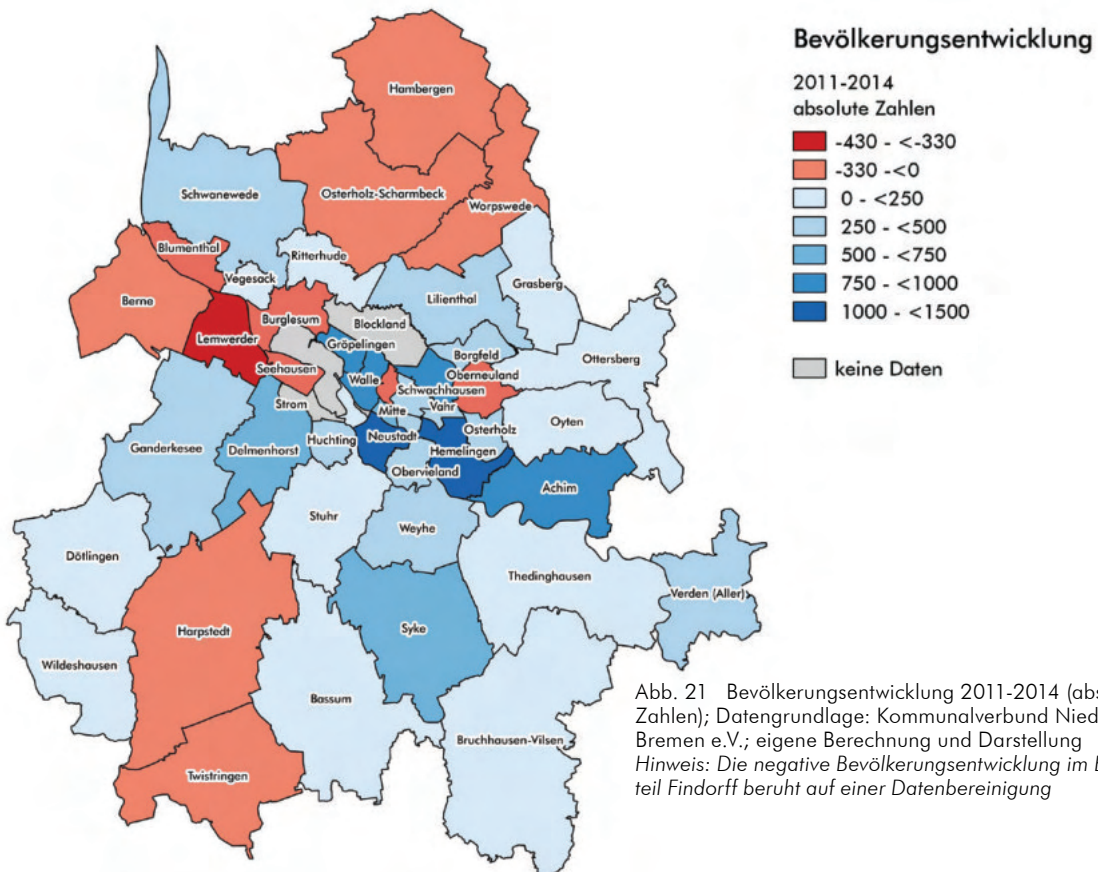 Bevölkerungsentwicklung
2011-2014
absolute Zahlen
-430 - <-330
-330 -<0
0 - <250
250 - <500
500 - <750
750 - <1000
1000 - <1500
keine Daten
Hambergen
Schwanewede
Osterholz-Scharmbeck
Worpswede
Blumenthal
Ritterhude
Vegesack
Grasberg
Berne
Lilienthal
Burglesum
Blockland
Lemwerder
Gröpelingen
Borgfeld
Ottersberg
Seehausen
Oberneuland
Walle
Schwachhausen
Strom
Mitte
Vahr
Oyten
Huchting
Neustadt
Osterholz
Ganderkesee
Delmenhorst
Hemelingen
Obervieland
Achim
Stuhr
Weyhe
Dötlingen
Thedinghausen
Verden (Aller)
Harpstedt
Syke
Wildeshausen
Bassum
Bruchhausen-Vilsen
Twistringen
Abb. 21 Bevölkerungsentwicklung 2011-2014 (abs
Zahlen); Datengrundlage: Kommunalverbund Nied
Bremen e.V.; eigene Berechnung und Darstellung
Hinweis: Die negative Bevölkerungsentwicklung im
teil Findorff beruht auf einer Datenbereinigung